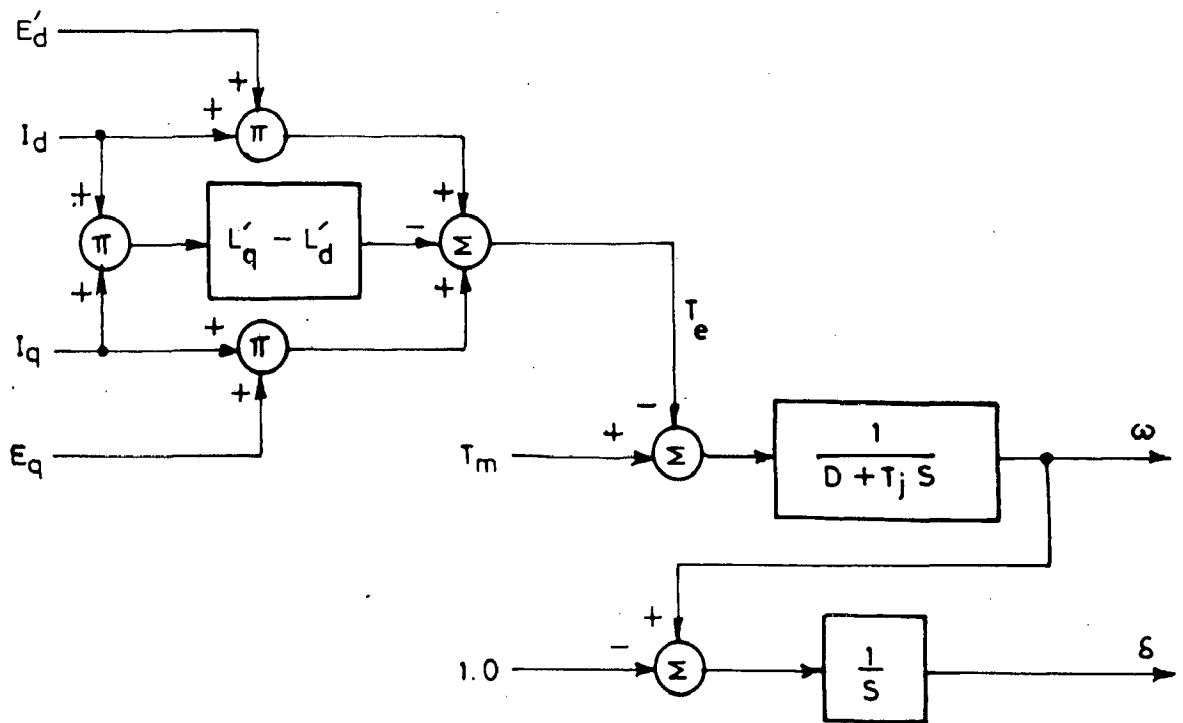 E'd
+
Id + π
+ +
π L'q - L'd - Σ
+ +
Iq + π
+
Te
Eq
-
Tm + Σ 1 / (D + Tj S) ω
+
1.0 - Σ 1 / S δ